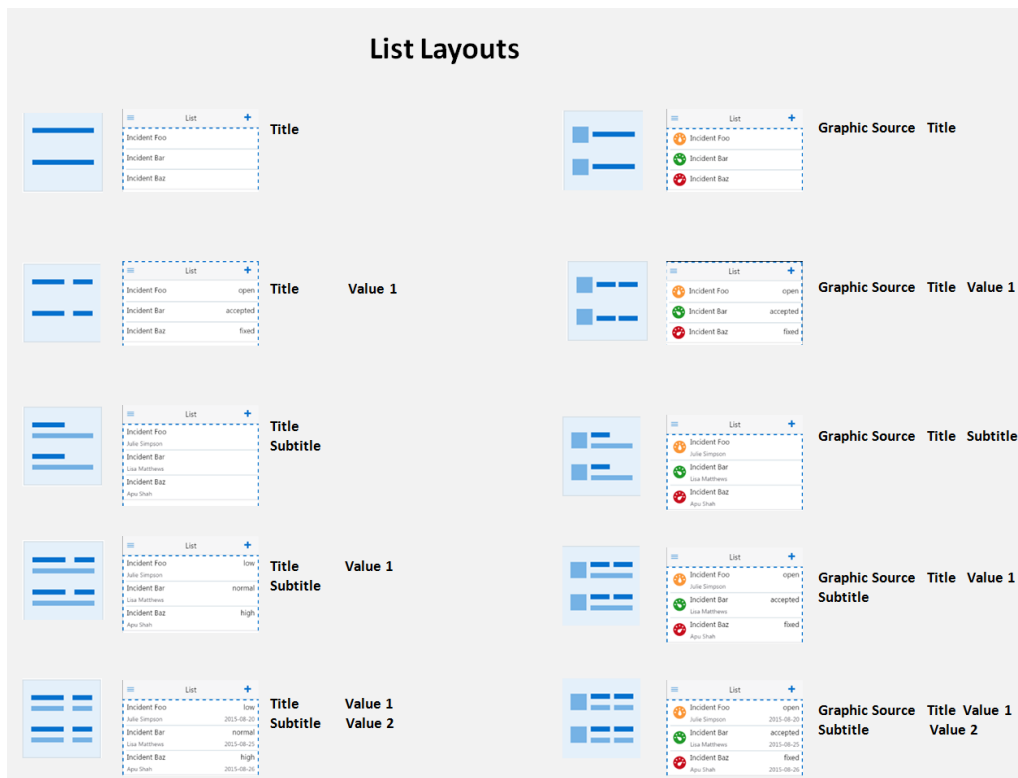 List Layouts
List +
Incident Foo
Incident Bar
Incident Baz
Title
List +
Incident Foo
Incident Bar
Incident Baz
Graphic Source Title
List +
Incident Foo open
Incident Bar accepted
Incident Baz fixed
Title Value 1
List +
Incident Foo open
Incident Bar accepted
Incident Baz fixed
Graphic Source Title Value 1
List +
Incident Foo
Julie Simpson
Incident Bar
Lisa Matthews
Incident Baz
Apu Shah
Title
Subtitle
List +
Incident Foo
Julie Simpson
Incident Bar
Lisa Matthews
Incident Baz
Apu Shah
Graphic Source Title Subtitle
List +
Incident Foo low
Julie Simpson
Incident Bar normal
Lisa Matthews
Incident Baz high
Apu Shah
Title Value 1
Subtitle
List +
Incident Foo open
Julie Simpson
Incident Bar accepted
Lisa Matthews
Incident Baz fixed
Apu Shah
Graphic Source Title Value 1
Subtitle
List +
Incident Foo low
Julie Simpson 2015-08-20
Incident Bar normal
Lisa Matthews 2015-08-25
Incident Baz high
Apu Shah 2015-08-26
Title Value 1
Subtitle Value 2
List +
Incident Foo open
Julie Simpson 2015-08-20
Incident Bar accepted
Lisa Matthews 2015-08-25
Incident Baz fixed
Apu Shah 2015-08-26
Graphic Source Title Value 1
Subtitle Value 2